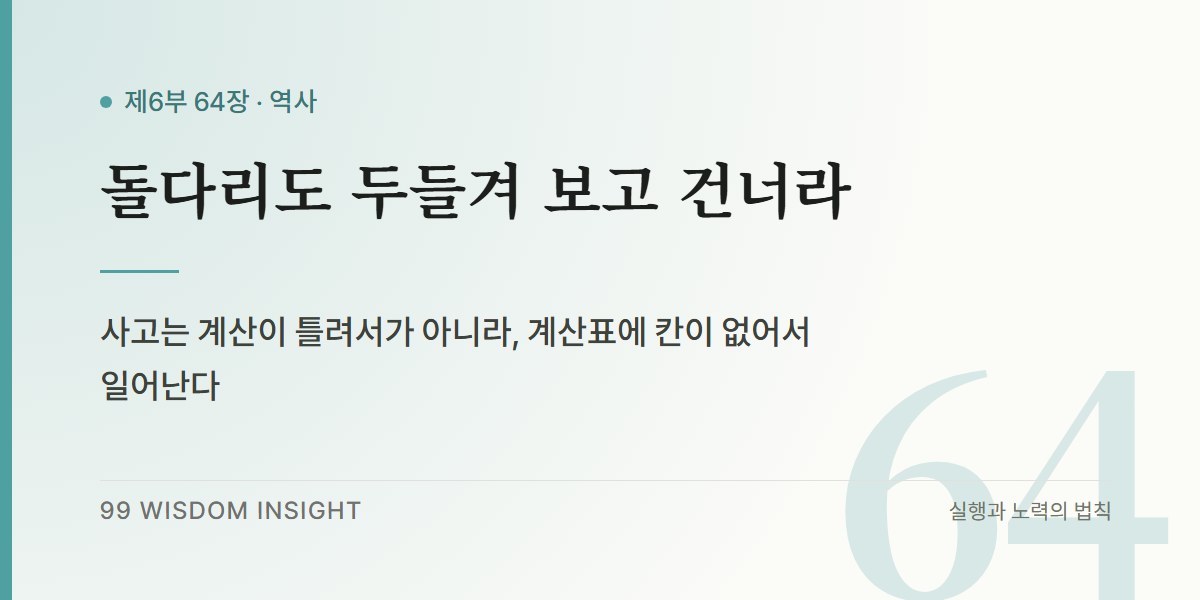 제6부 64장 · 역사
돌다리도 두들겨 보고 건너라
사고는 계산이 틀려서가 아니라, 계산표에 칸이 없어서
일어난다
64
99 WISDOM INSIGHT
실행과 노력의 법칙